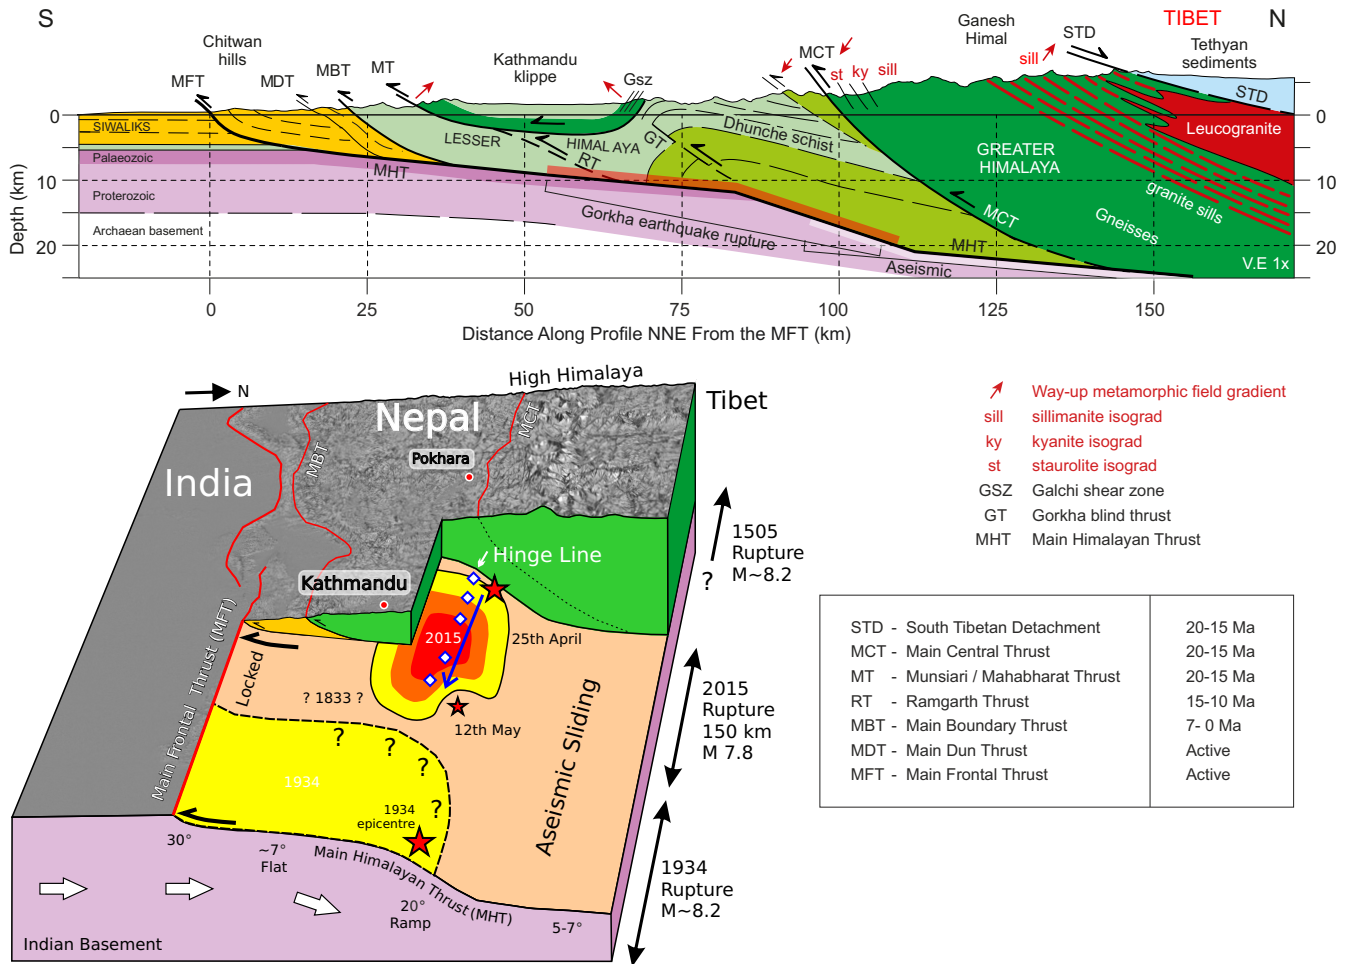 S
N
TIBET
Chitwan
hills
Kathmandu
klippe
Ganesh
Himal
Tethyan
sediments
MFT
MDT
MBT
MT
Gsz
MCT
st ky sill
sill
STD
STD
0
10
20
Depth (km)
0
10
20
SIWALIKS
Palaeozoic
Proterozoic
Archaean basement
LESSER
HIMALAYA
RT
GT
MHT
Dhunche schist
GREATER
HIMALAYA
Leucogranite
granite sills
Gneisses
MCT
MHT
Gorkha earthquake rupture
Aseismic
V.E 1x
0 25 50 75 100 125 150
Distance Along Profile NNE From the MFT (km)
N
High Himalaya
Tibet
Nepal
India
MBT
MCT
Pokhara
Kathmandu
Hinge Line
Main Frontal Thrust (MFT)
Locked
2015
25th April
? 1833 ?
12th May
?
?
?
?
1934
1934
epicentre
Aseismic Sliding
30°
~7°
Flat
Main Himalayan Thrust (MHT)
20°
Ramp
5-7°
Indian Basement
1505
Rupture
M~8.2
?
2015
Rupture
150 km
M 7.8
1934
Rupture
M~8.2
Way-up metamorphic field gradient
sill sillimanite isograd
ky kyanite isograd
st staurolite isograd
GSZ Galchi shear zone
GT Gorkha blind thrust
MHT Main Himalayan Thrust
STD - South Tibetan Detachment 20-15 Ma
MCT - Main Central Thrust 20-15 Ma
MT - Munsiari / Mahabharat Thrust 20-15 Ma
RT - Ramgarth Thrust 15-10 Ma
MBT - Main Boundary Thrust 7- 0 Ma
MDT - Main Dun Thrust Active
MFT - Main Frontal Thrust Active